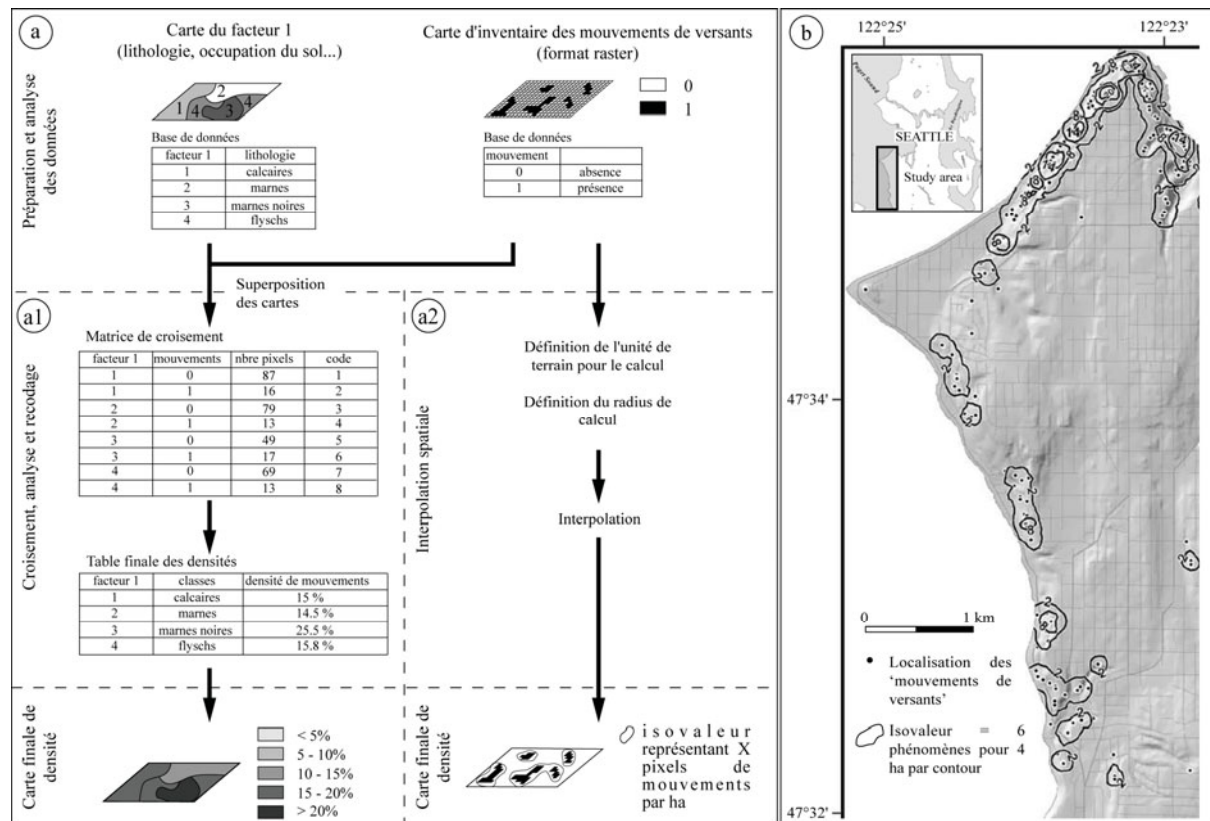 a
Carte du facteur 1
(lithologie, occupation du sol...)
1 4 2 3 4
Base de données
facteur 1 lithologie
1 calcaires
2 marnes
3 marnes noires
4 flyschs
Carte d'inventaire des mouvements de versants
(format raster)
0
1
Base de données
mouvement
0 absence
1 présence
Préparation et analyse
des données
Superposition
des cartes
a1
Matrice de croisement
facteur 1 mouvements nbre pixels code
1 0 87 1
1 1 16 2
2 0 79 3
2 1 13 4
3 0 49 5
3 1 17 6
4 0 69 7
4 1 13 8
Table finale des densités
facteur 1 classes densité de mouvements
1 calcaires 15 %
2 marnes 14.5 %
3 marnes noires 25.5 %
4 flyschs 15.8 %
Croisement, analyse et recodage
a2
Définition de l'unité de
terrain pour le calcul
Définition du radius de
calcul
Interpolation
Interpolation spatiale
Carte finale de
densité
< 5%
5 - 10%
10 - 15%
15 - 20%
> 20%
Carte finale de
densité
isovaleur
représentant X
pixels de
mouvements
par ha
b
122°25' 122°23'
Puget Sound
SEATTLE
Study area
47°34'
47°32'
0 1 km
Localisation des
'mouvements de
versants'
Isovaleur = 6
phénomènes pour 4
ha par contour